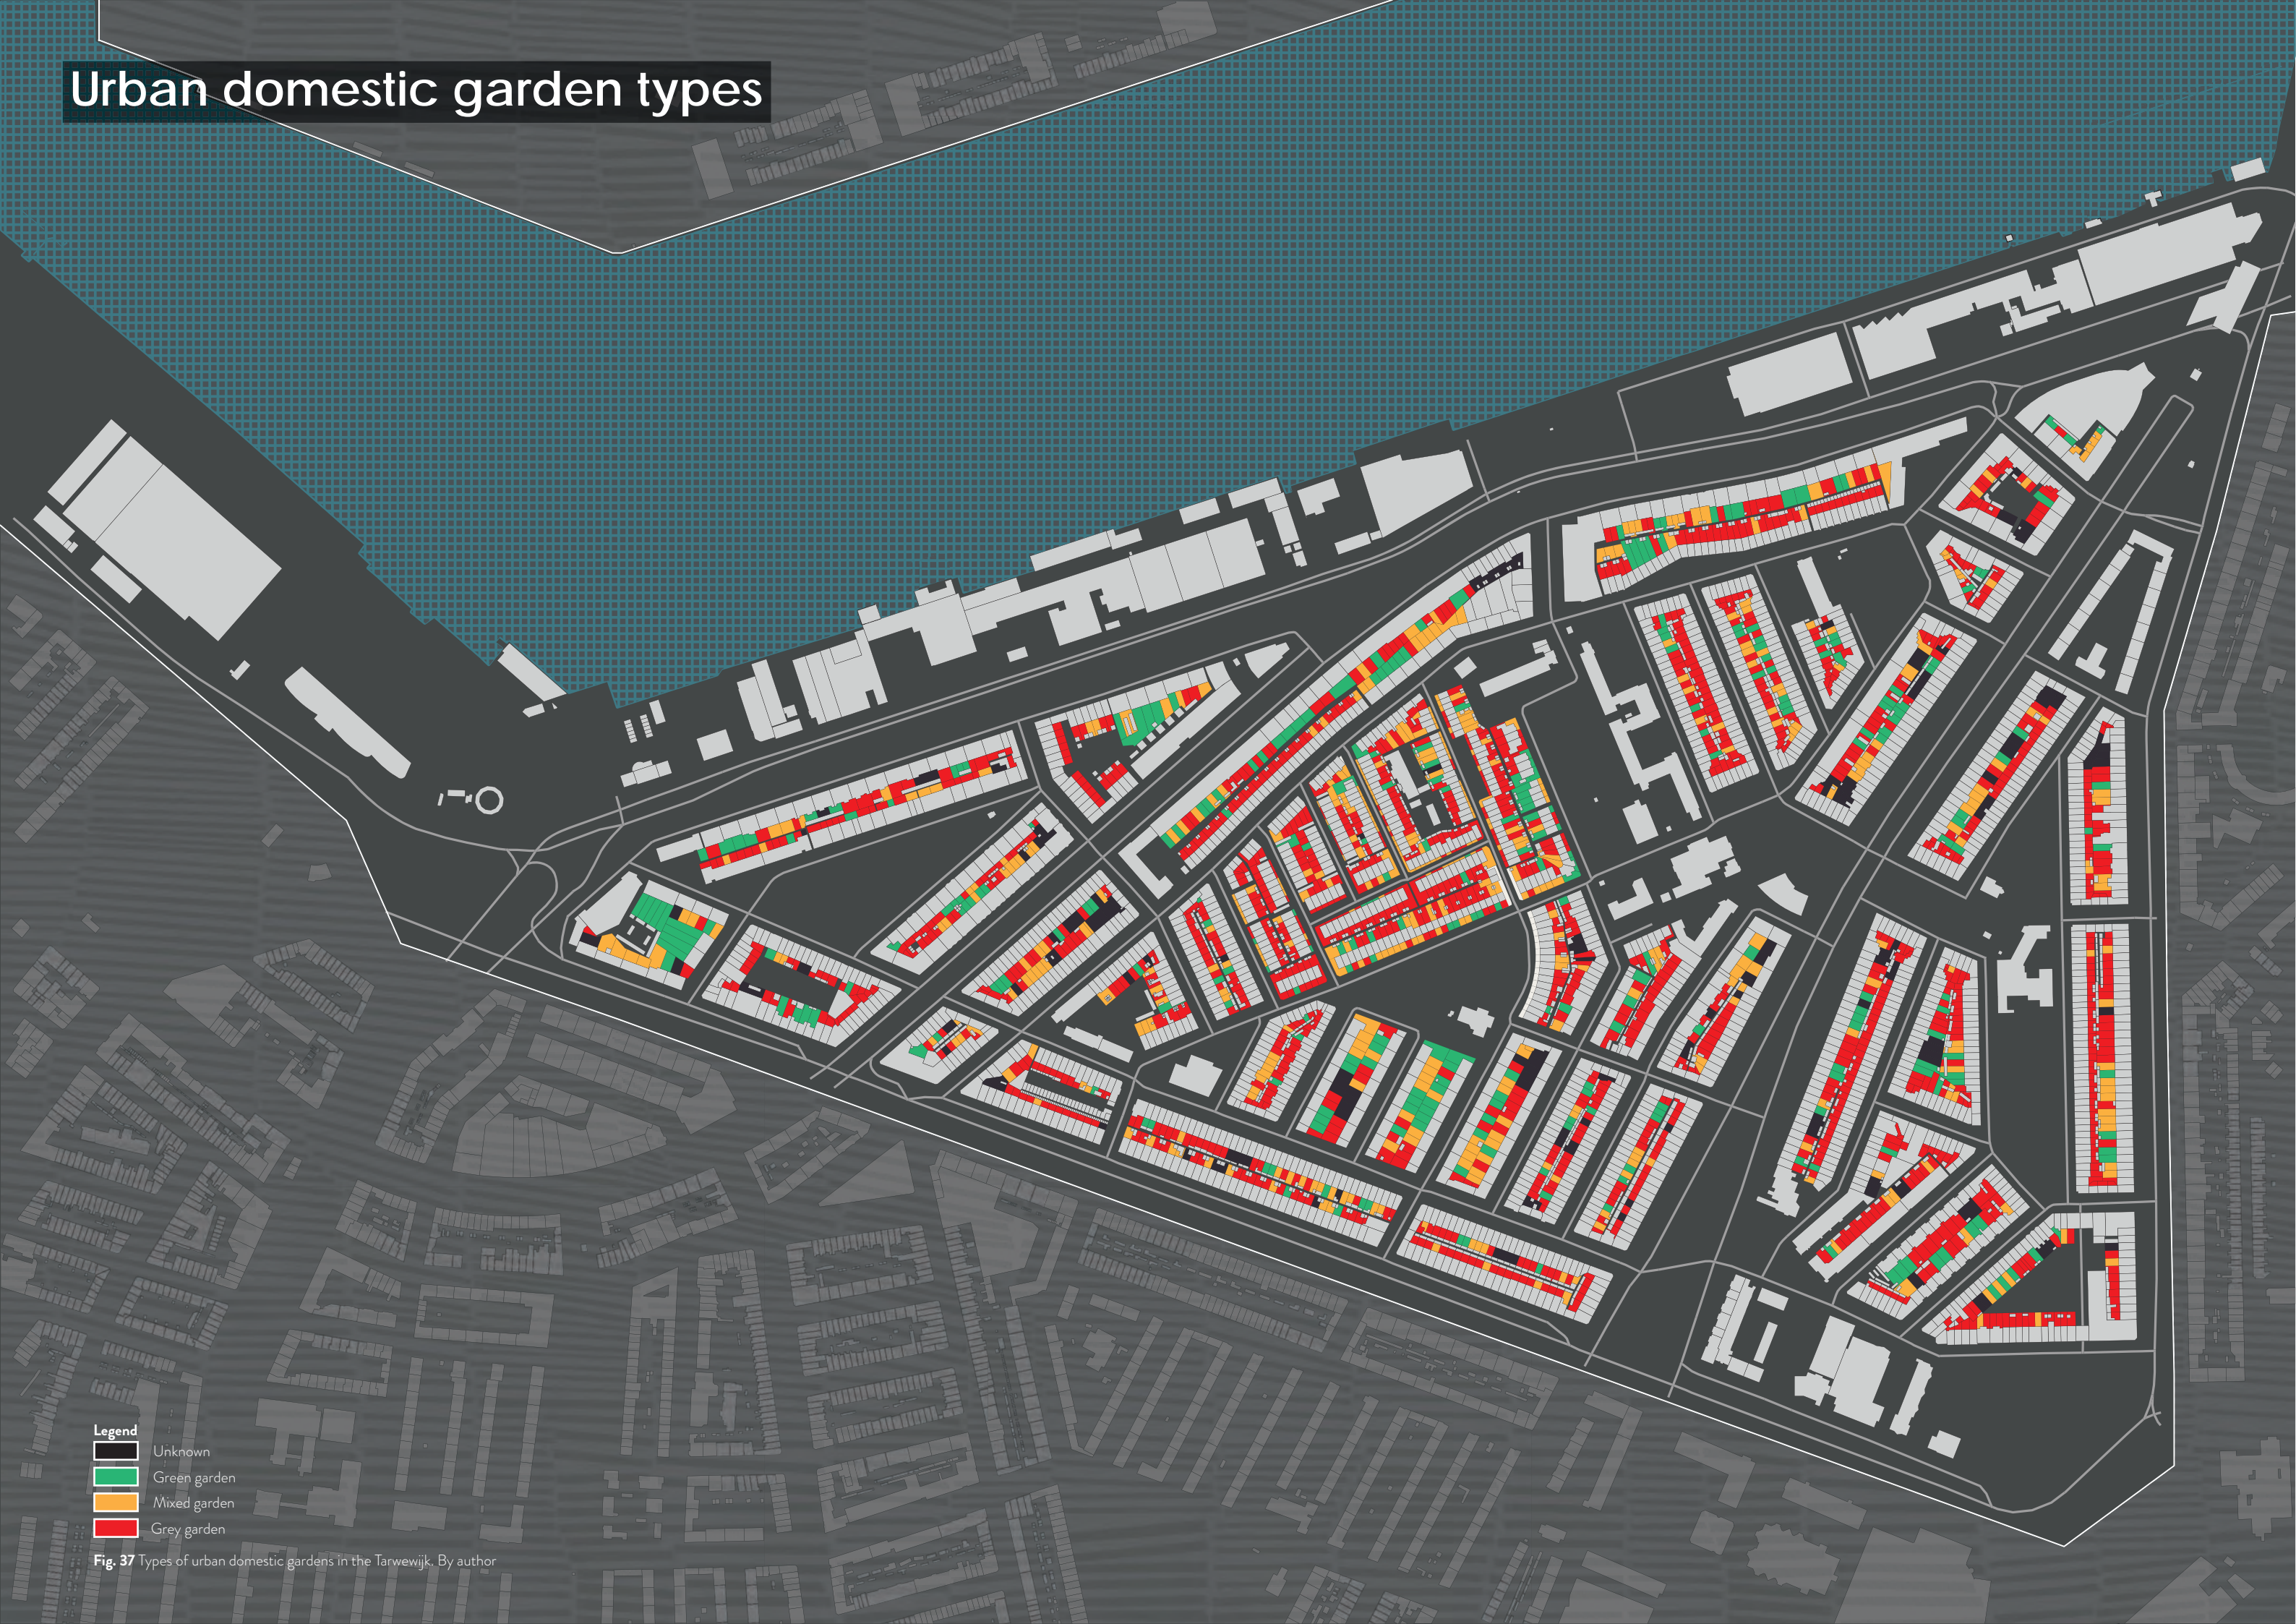 Urban domestic garden types
Legend
Unknown
Green garden
Mixed garden
Grey garden
Fig. 37 Types of urban domestic gardens in the Tarwewijk. By author